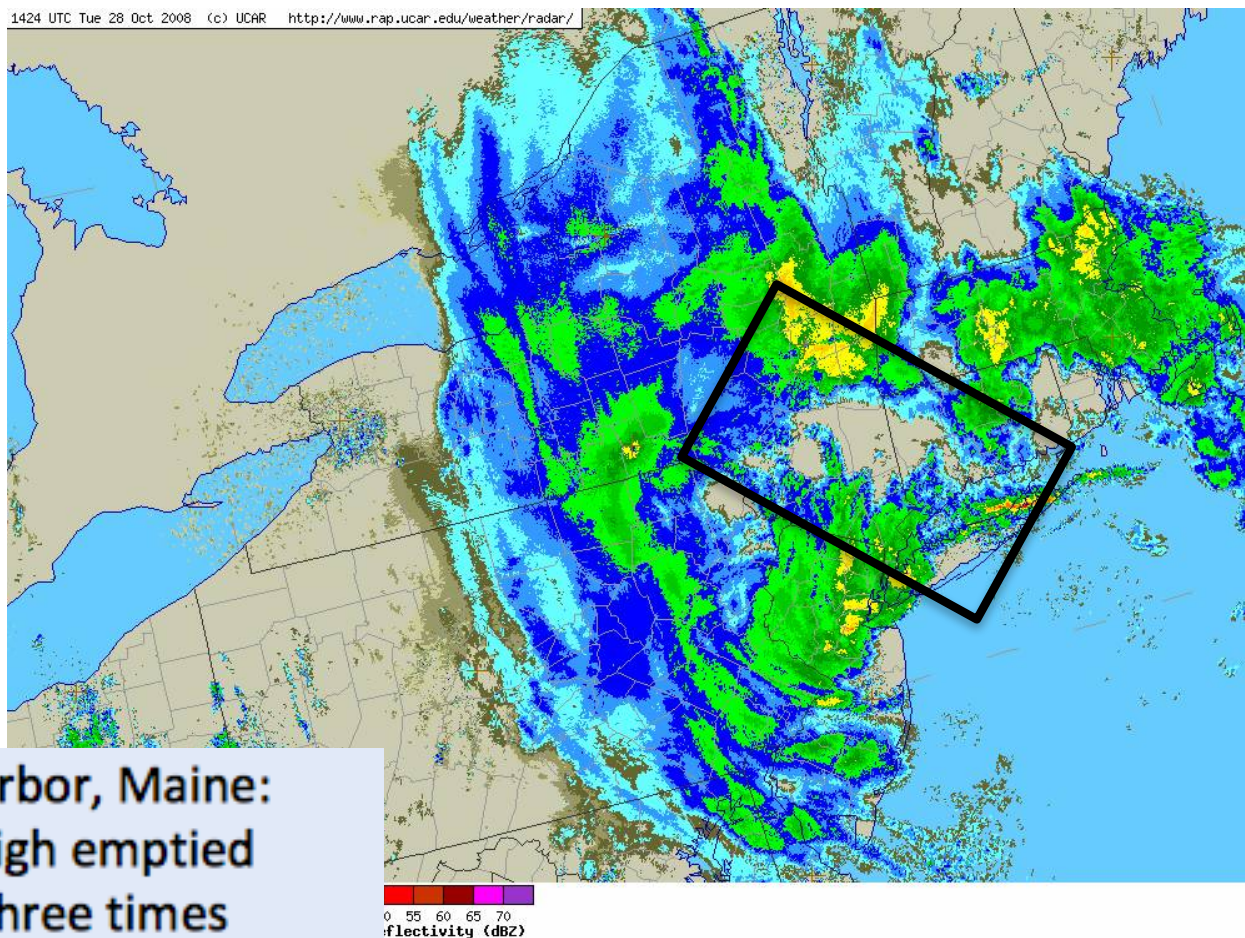 1424 UTC Tue 28 Oct 2008 (c) UCAR http://www.rap.ucar.edu/weather/radar/
rbor, Maine:
igh emptied
hree times
0 55 60 65 70
eflectivity (dBZ)